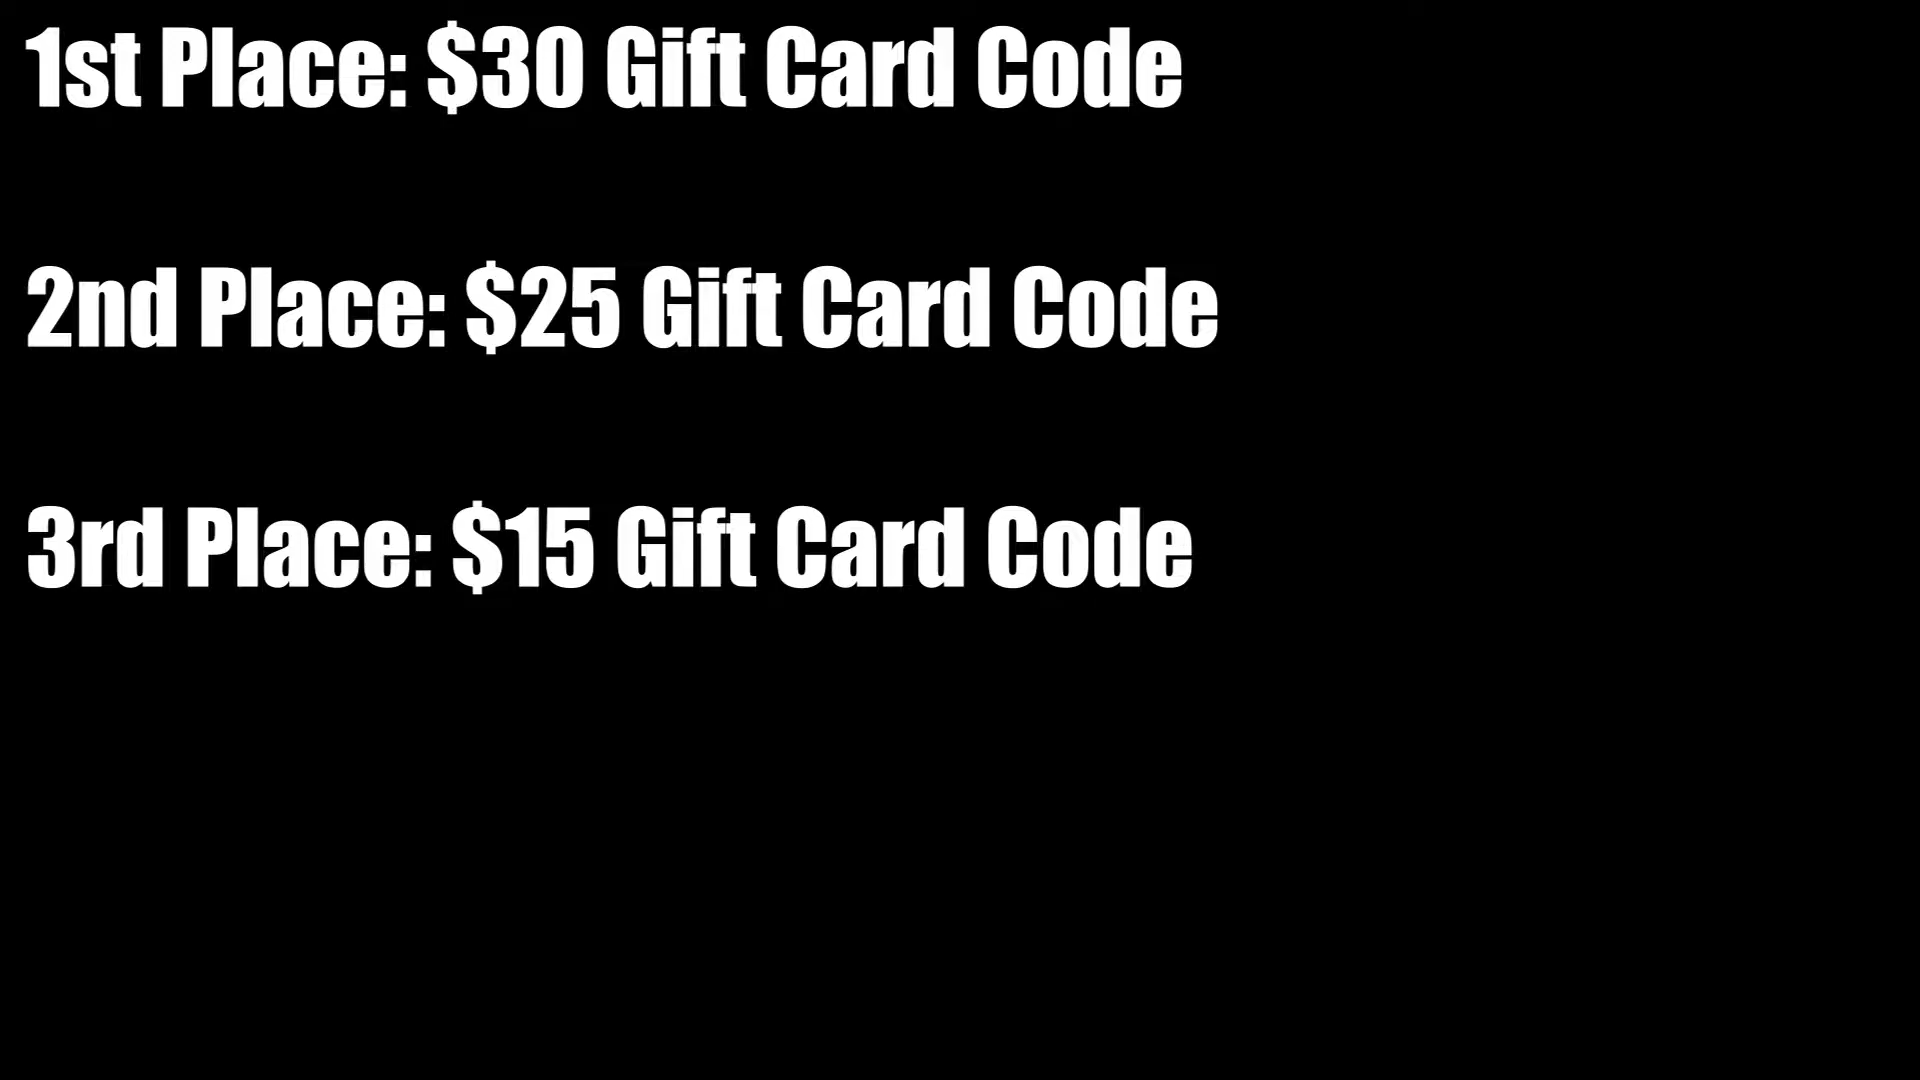 1st Place: $30 Gift Card Code
2nd Place: $25 Gift Card Code
3rd Place: $15 Gift Card Code